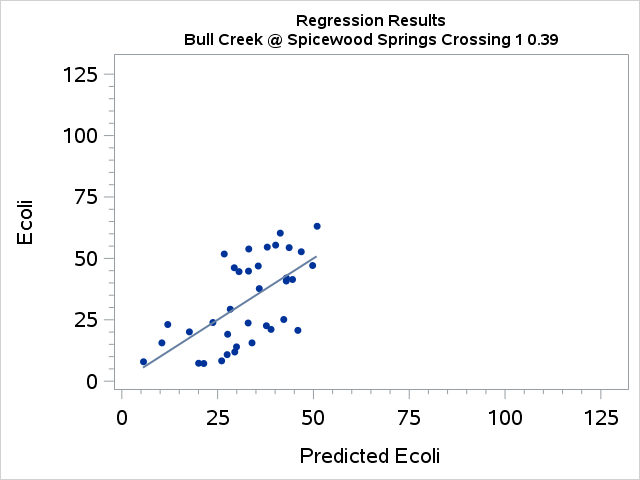 Regression Results
Bull Creek @ Spicewood Springs Crossing 1 0.39
125
100
75
50
25
0
Ecoli
0 25 50 75 100 125
Predicted Ecoli